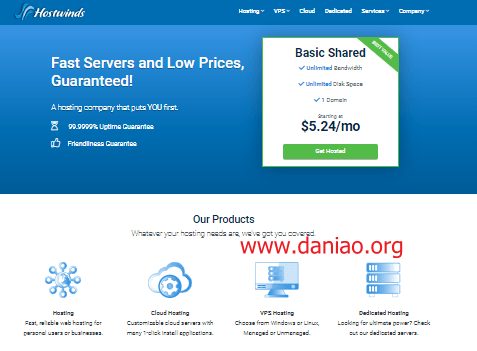 Hostwinds
Hosting VPS Cloud Dedicated Services Company
Fast Servers and Low Prices,
Guaranteed!
A hosting company that puts YOU first.
99.9999% Uptime Guarantee
Friendliness Guarantee
BEST VALUE
Basic Shared
Unlimited Bandwidth
Unlimited Disk Space
1 Domain
Starting at
$5.24/mo
Get Hosted
Our Products
Whatever your hosting needs are, we've got you covered.
www.daniao.org
Hosting
Fast, reliable web hosting for
personal users or businesses.
Cloud Hosting
Customizable cloud servers with
many 1-click install applications.
VPS Hosting
Choose from Windows or Linux,
Managed or Unmanaged.
Dedicated Hosting
Looking for ultimate power? Check
out our dedicated servers.